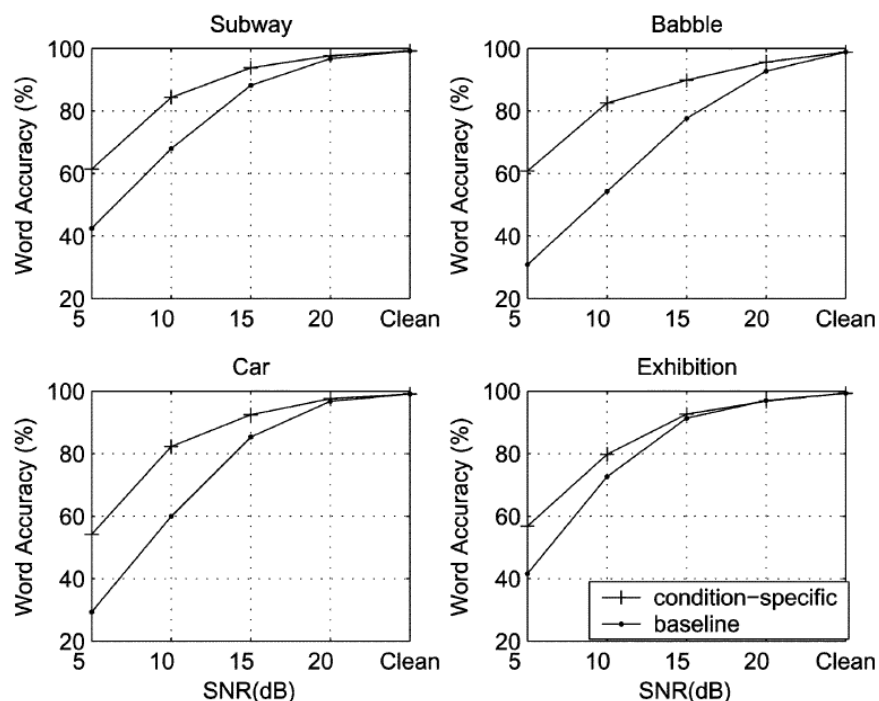 Subway
Word Accuracy (%)
100
80
60
40
20
5 10 15 20 Clean
Babble
Word Accuracy (%)
100
80
60
40
20
5 10 15 20 Clean
Car
Word Accuracy (%)
100
80
60
40
20
5 10 15 20 Clean
SNR(dB)
Exhibition
Word Accuracy (%)
100
80
60
40
20
condition-specific
baseline
5 10 15 20 Clean
SNR(dB)